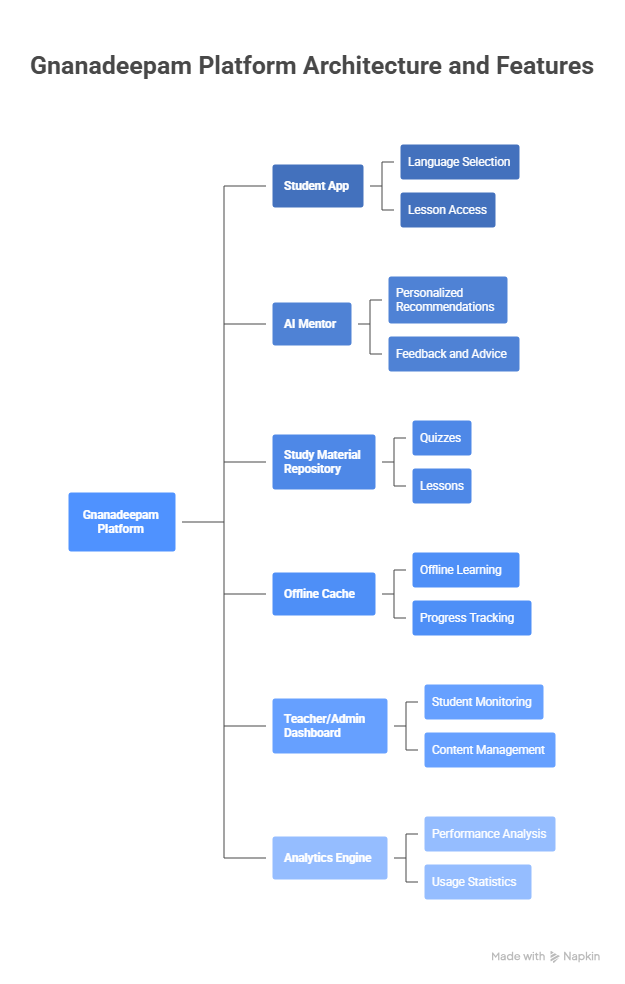 Gnanadeepam Platform Architecture and Features
Language Selection
Student App
Lesson Access
Personalized
Recommendations
AI Mentor
Feedback and Advice
Quizzes
Study Material
Repository
Lessons
Gnanadeepam
Platform
Offline Learning
Offline Cache
Progress Tracking
Student Monitoring
Teacher/Admin
Dashboard
Content Management
Performance Analysis
Analytics Engine
Usage Statistics
Made with Napkin